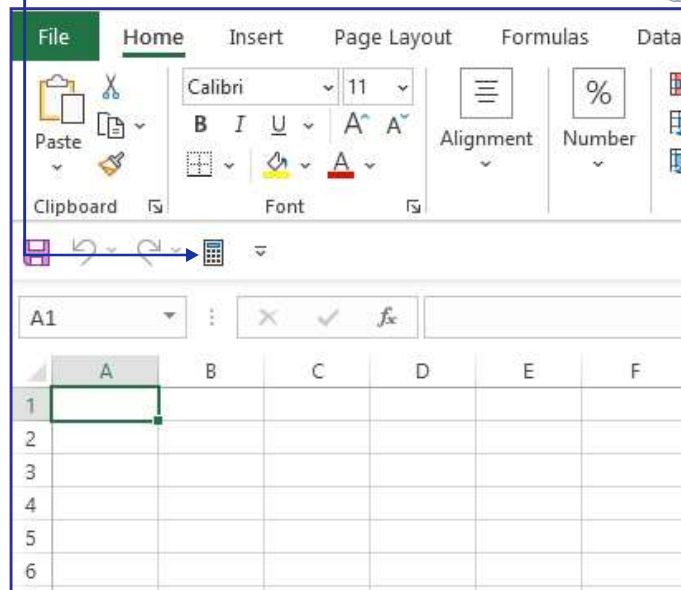 File Home Insert Page Layout Formulas Data
Calibri 11
B I U A A
Paste Alignment % Number
A
Clipboard Font
A1 fx
A B C D E F
1
2
3
4
5
6